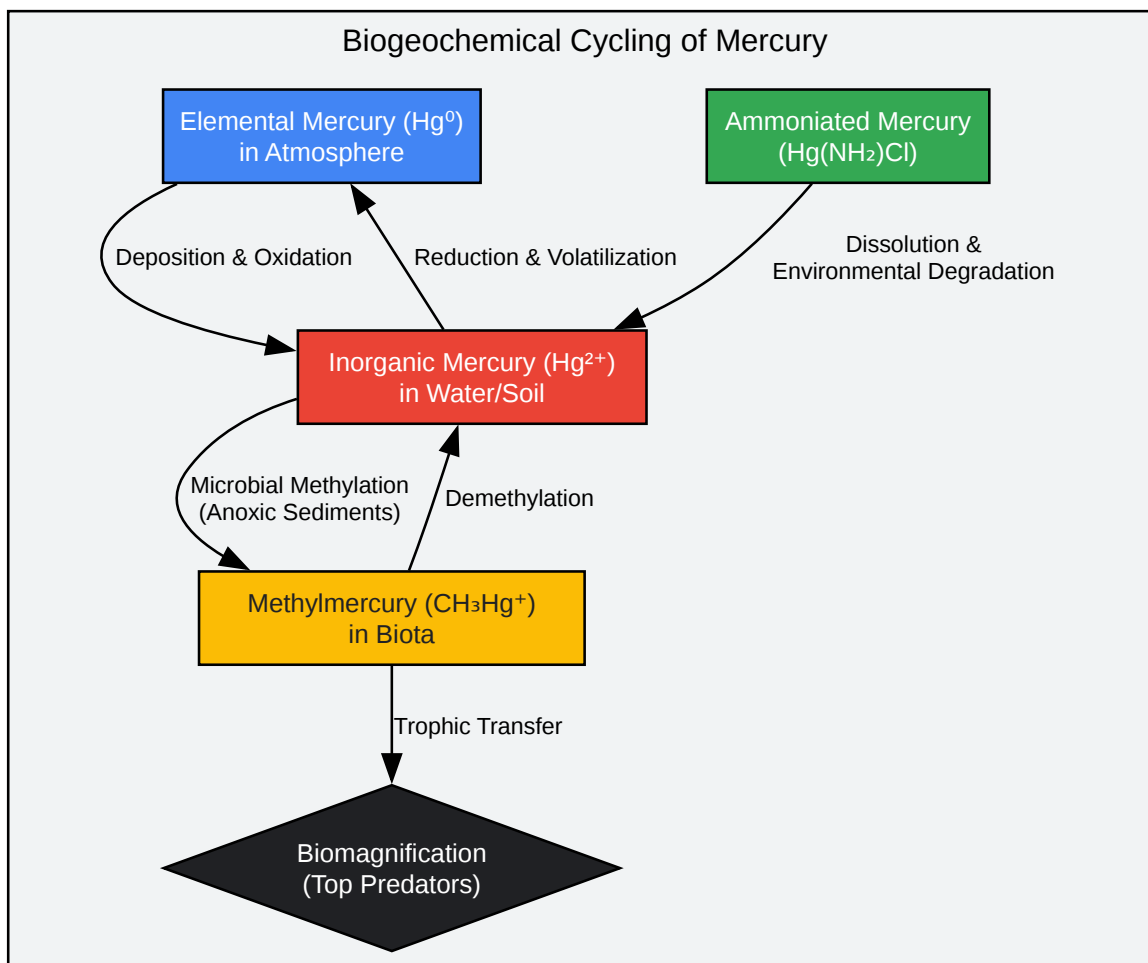 Biogeochemical Cycling of Mercury
Elemental Mercury (Hg⁰)
in Atmosphere
Ammoniated Mercury
(Hg(NH₂)Cl)
Deposition & Oxidation
Reduction & Volatilization
Dissolution &
Environmental Degradation
Inorganic Mercury (Hg²⁺)
in Water/Soil
Microbial Methylation
(Anoxic Sediments)
Demethylation
Methylmercury (CH₃Hg⁺)
in Biota
Trophic Transfer
Biomagnification
(Top Predators)